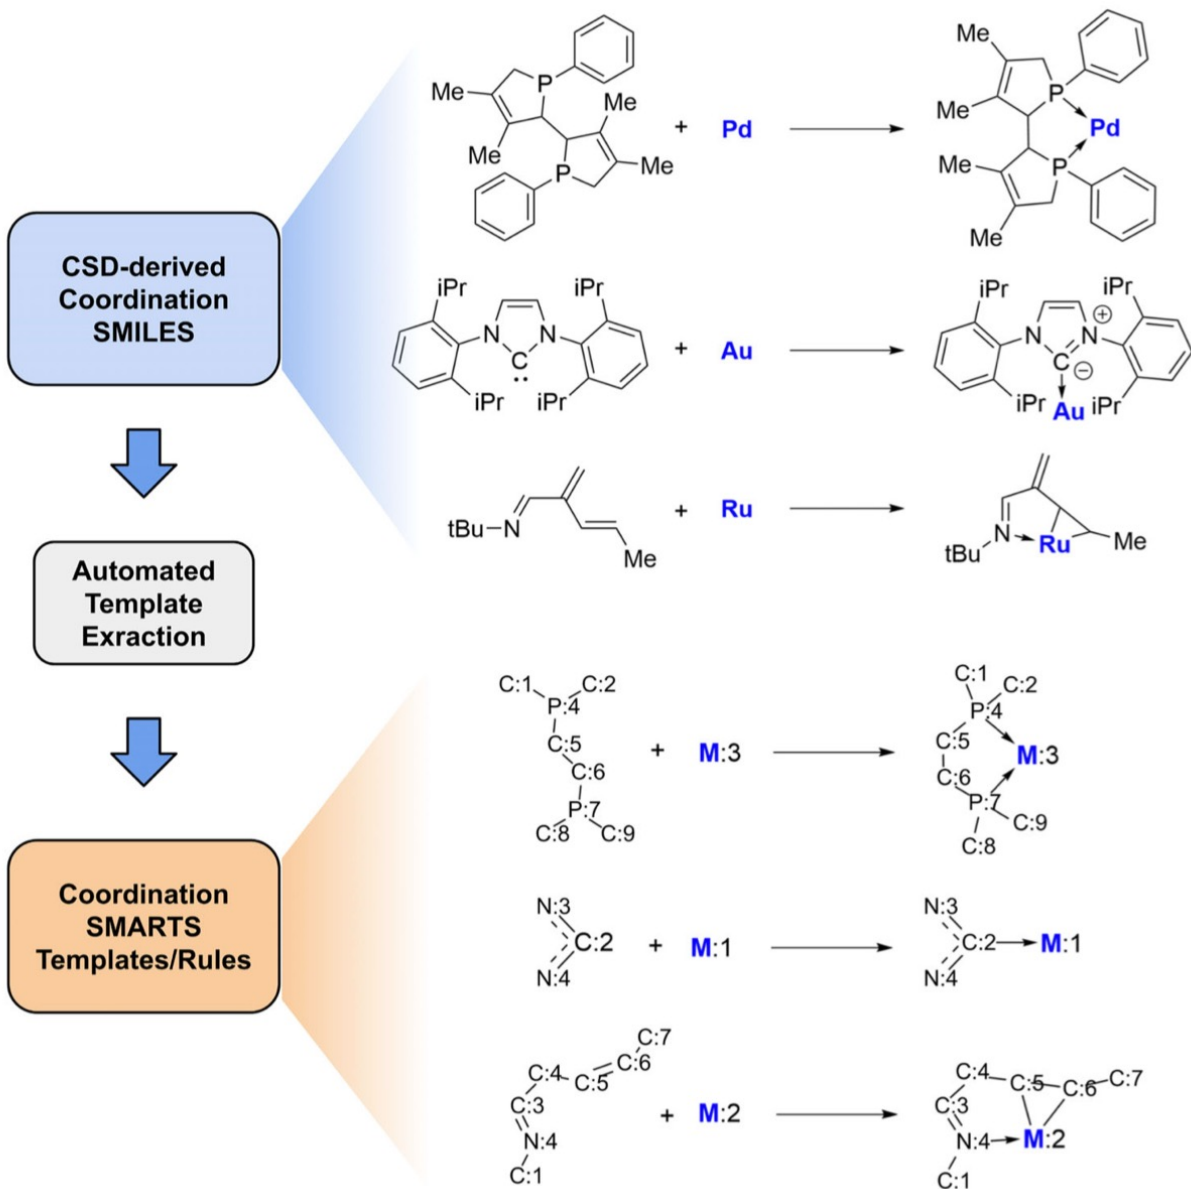 CSD-derived
Coordination
SMILES
Automated
Template
Exraction
Coordination
SMARTS
Templates/Rules
Me
P
Me
Me
P
Me
+
Pd
Me
Me
P
Pd
Me
P
Me
iPr
iPr
N
N
C
iPr
iPr
+
Au
iPr
iPr
N
N
+
C
−
iPr
Au
iPr
tBu
N
Me
+
Ru
N
Ru
Me
tBu
C:1
C:2
P:4
C:5
C:6
P:7
C:8
C:9
+
M:3
C:1
C:2
P:4
C:5
M:3
C:6
P:7
C:9
C:8
N:3
C:2
N:4
+
M:1
N:3
C:2
M:1
N:4
C:7
C:6
C:4
C:5
C:3
N:4
C:1
+
M:2
C:4
C:5
C:6
C:7
C:3
N:4
M:2
C:1